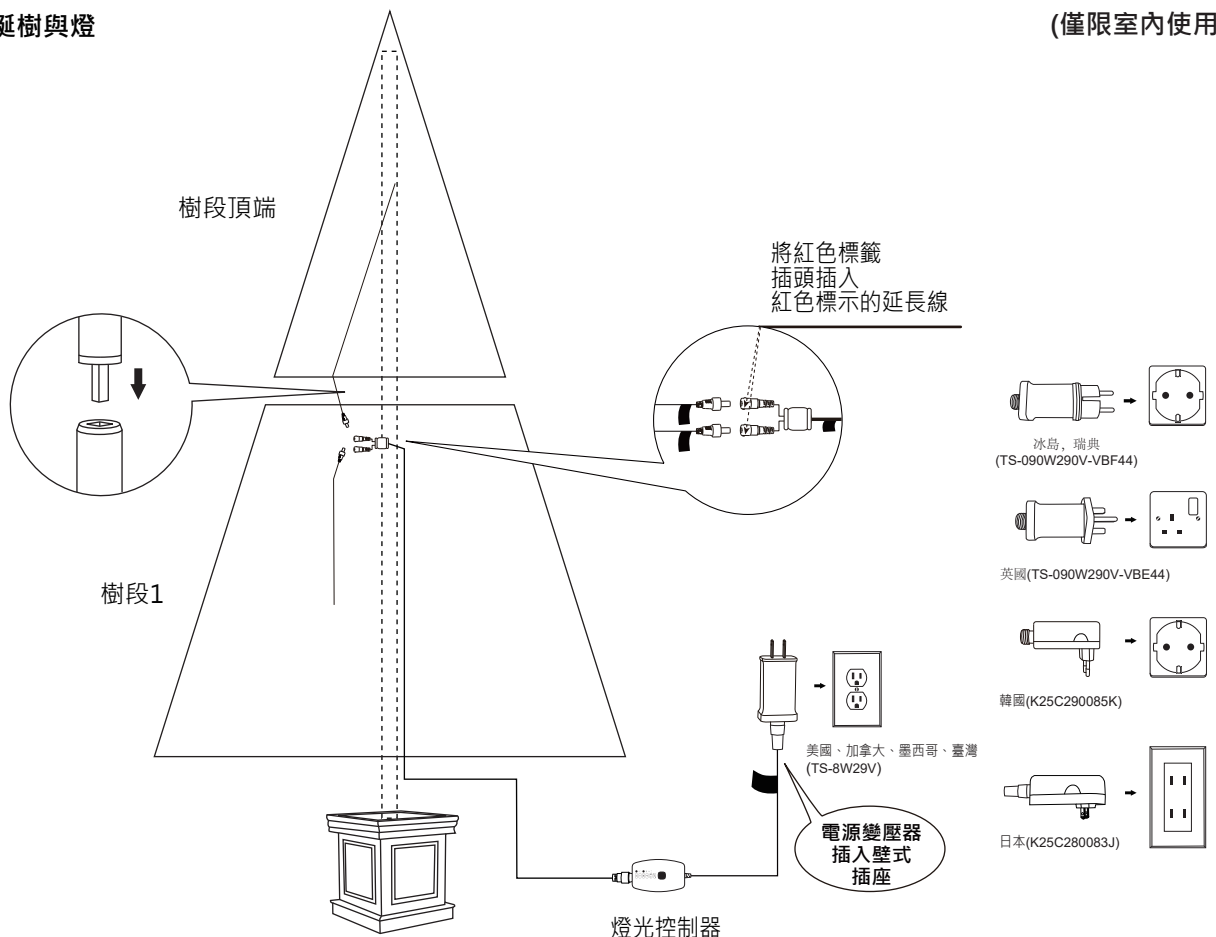 誕樹與燈
(僅限室內使用
樹段頂端
將紅色標籤
插頭插入
紅色標示的延長線
冰島, 瑞典
(TS-090W290V-VBF44)
英國(TS-090W290V-VBE44)
樹段1
韓國(K25C290085K)
美國、加拿大、墨西哥、臺灣
(TS-8W29V)
電源變壓器
插入壁式
插座
日本(K25C280083J)
燈光控制器